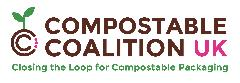 COMPOSTABLE
COALITION UK
Closing the Loop for Compostable Packaging